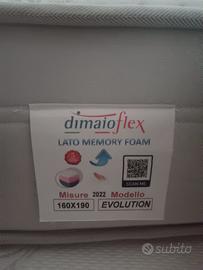 dimaioflex
LATO MEMORY FOAM
SCAN ME
Misure 2022 Modello
160X190 EVOLUTION
subito